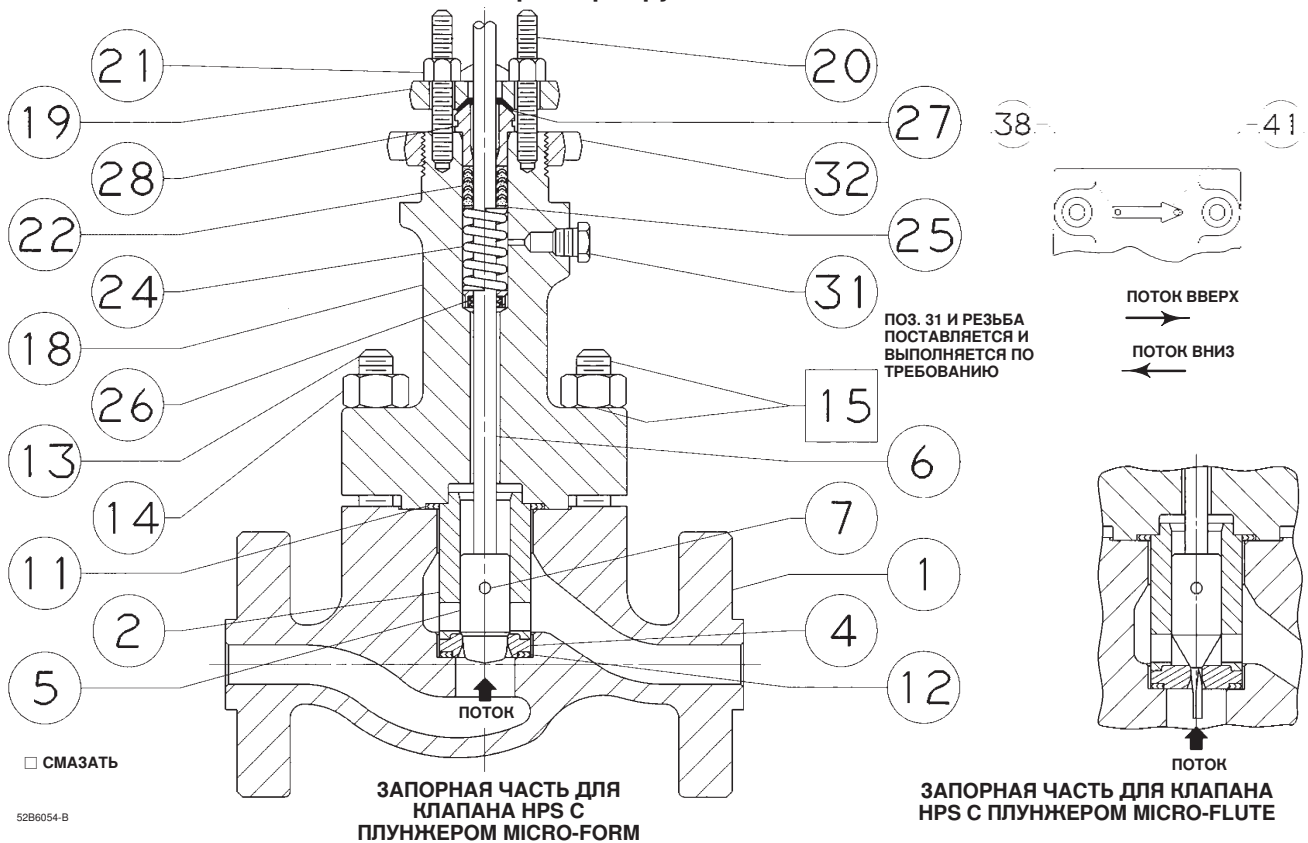 21
20
19
27
38
41
28
32
22
25
24
31
ПОТОК ВВЕРХ
ПОЗ. 31 И РЕЗЬБА
ПОСТАВЛЯЕТСЯ И
ВЫПОЛНЯЕТСЯ ПО
ТРЕБОВАНИЮ
ПОТОК ВНИЗ
18
26
15
13
6
14
7
11
1
2
4
5
12
ПОТОК
ПОТОК
□ СМАЗАТЬ
ЗАПОРНАЯ ЧАСТЬ ДЛЯ
КЛАПАНА HPS С
ПЛУНЖЕРОМ MICRO-FORM
ЗАПОРНАЯ ЧАСТЬ ДЛЯ КЛАПАНА
HPS С ПЛУНЖЕРОМ MICRO-FLUTE
52B6054-B